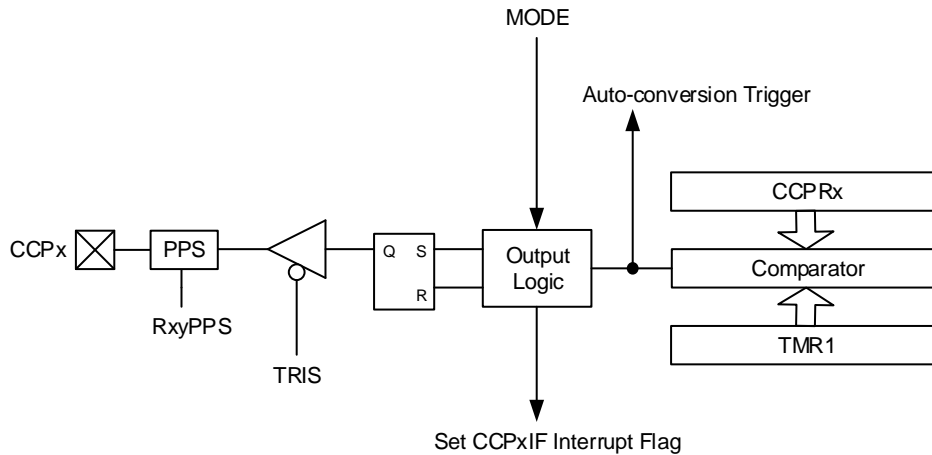 MODE
Auto-conversion Trigger
CCPRx
CCPx
PPS
Q
S
R
Output
Logic
Comparator
RxyPPS
TMR1
TRIS
Set CCPxIF Interrupt Flag